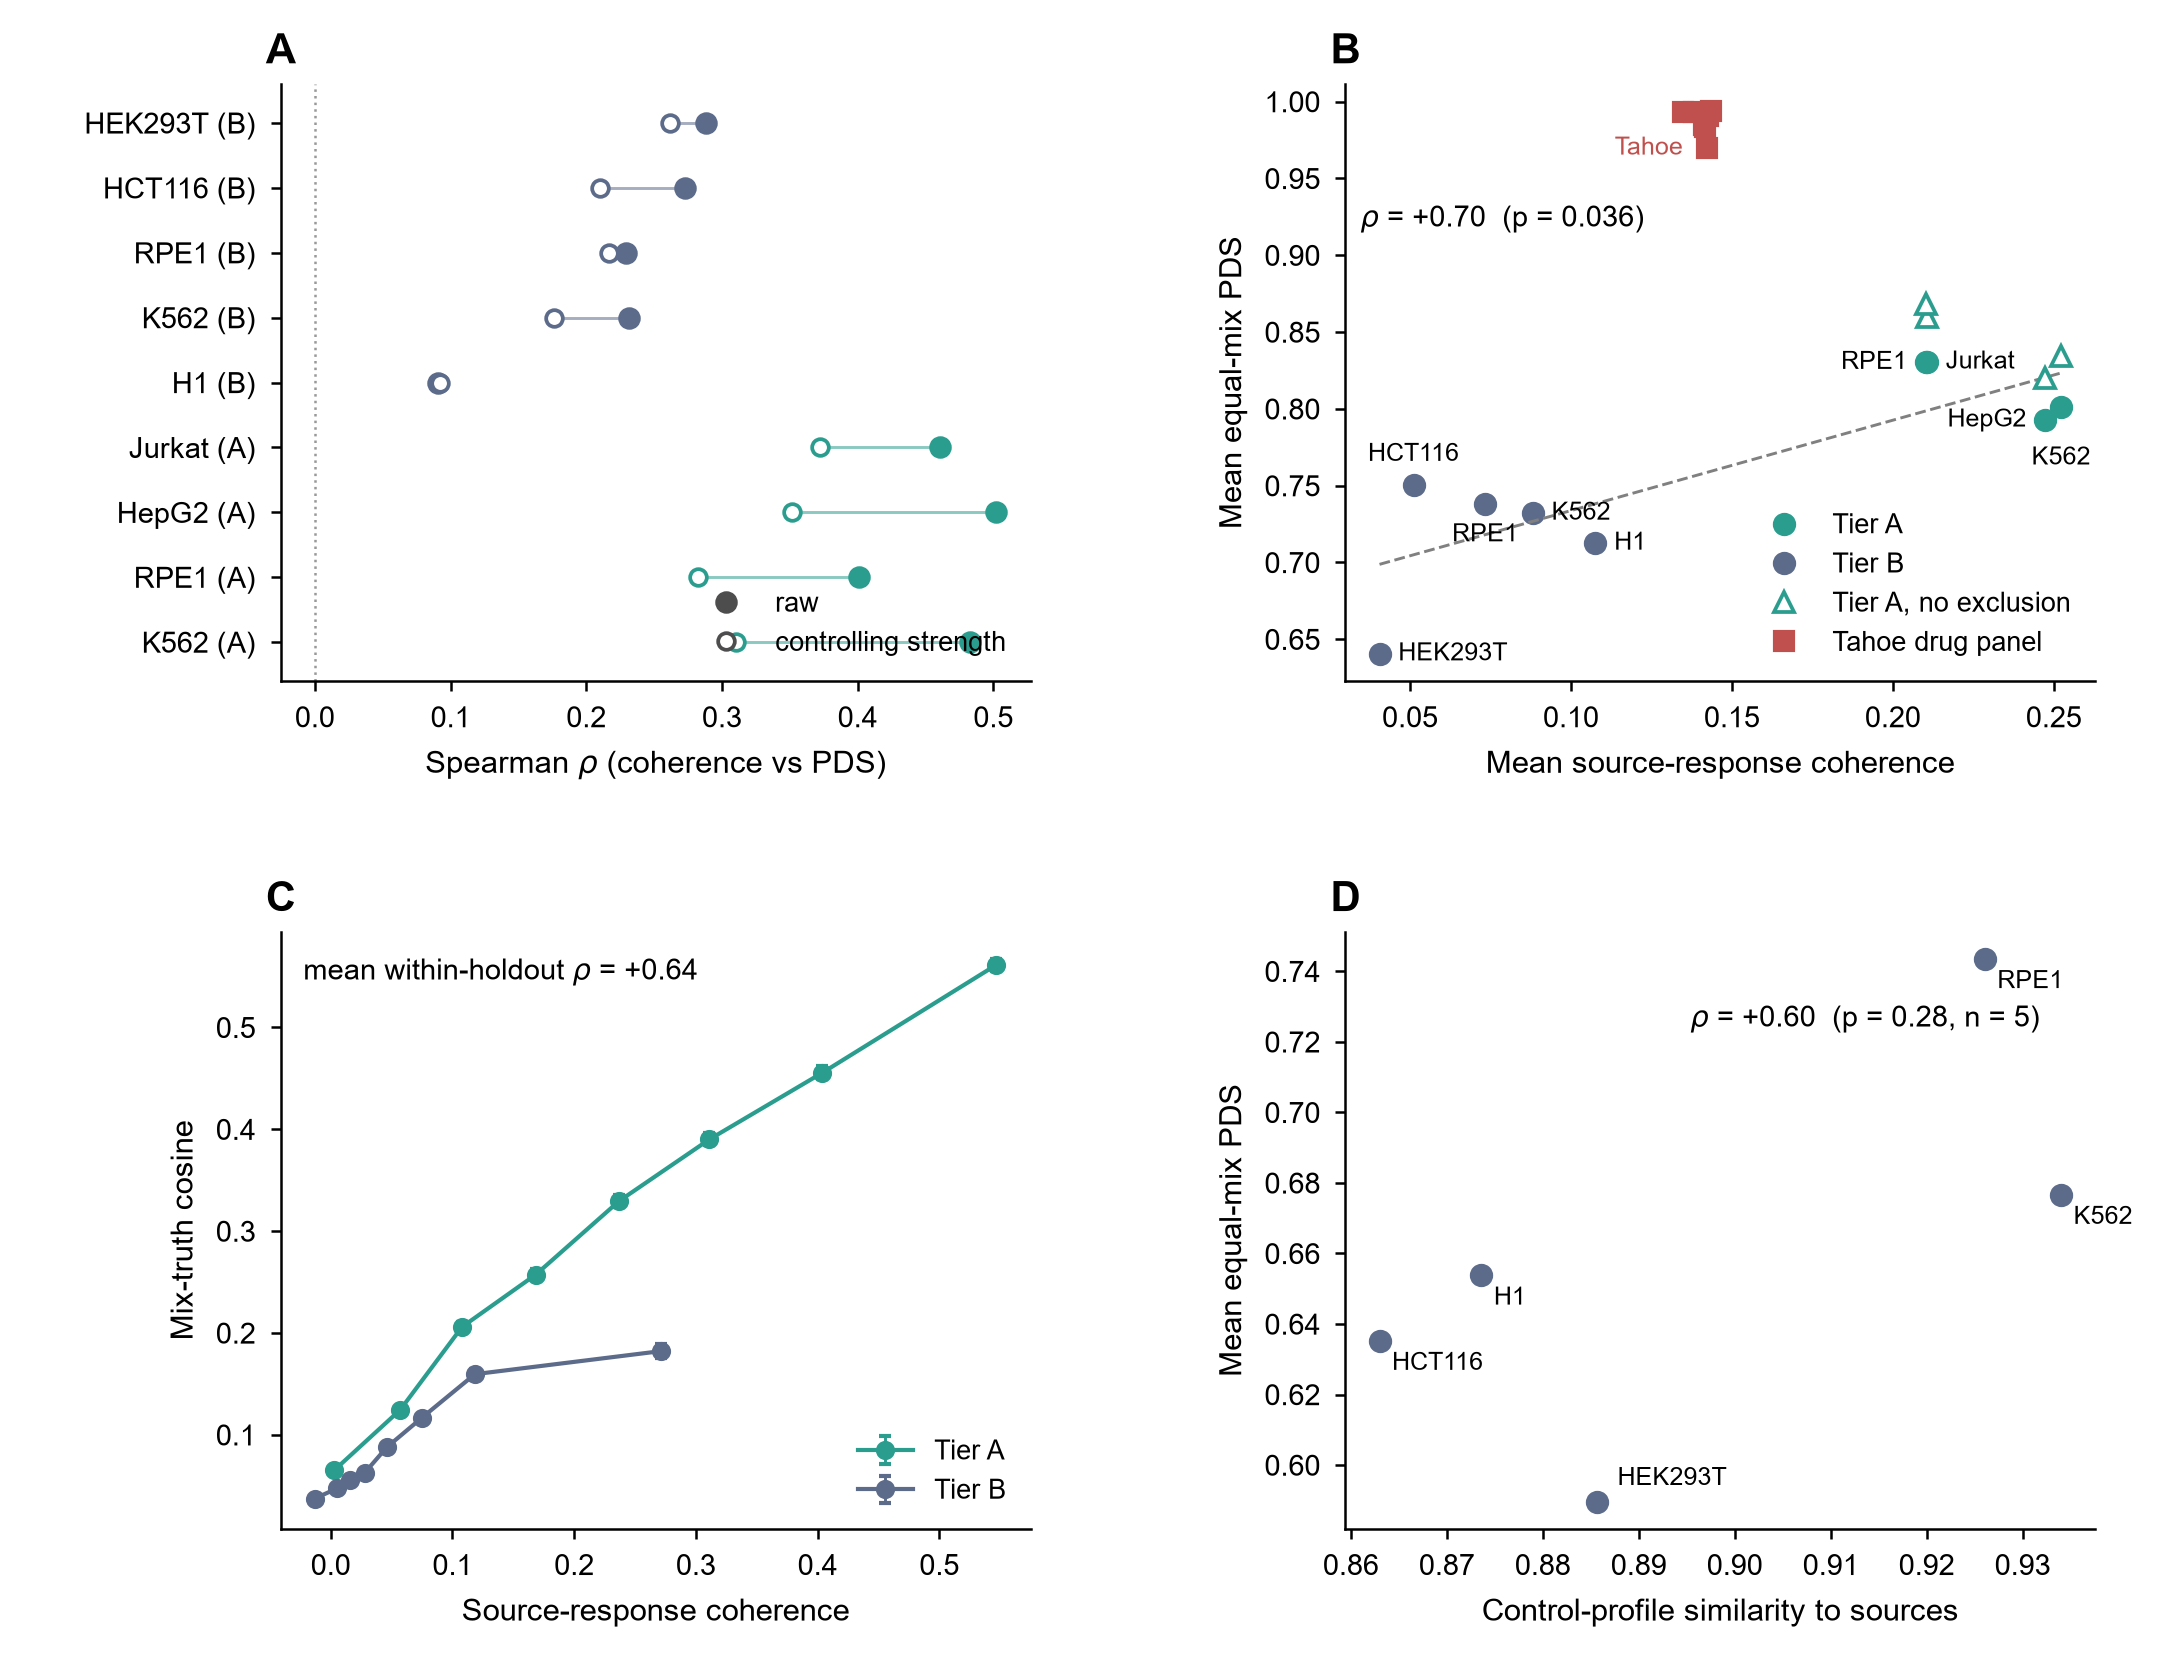 A
HEK293T (B)
HCT116 (B)
RPE1 (B)
K562 (B)
H1 (B)
Jurkat (A)
HepG2 (A)
RPE1 (A)
K562 (A)
raw
controlling strength
0.0 0.1 0.2 0.3 0.4 0.5
Spearman ρ (coherence vs PDS)
B
Mean equal-mix PDS
1.00
0.95
0.90
0.85
0.80
0.75
0.70
0.65
Tahoe
ρ = +0.70 (p = 0.036)
RPE1 Jurkat
HepG2
K562
HCT116
K562
RPE1
H1
HEK293T
Tier A
Tier B
Tier A, no exclusion
Tahoe drug panel
0.05 0.10 0.15 0.20 0.25
Mean source-response coherence
C
mean within-holdout ρ = +0.64
Mix-truth cosine
0.5
0.4
0.3
0.2
0.1
Tier A
Tier B
0.0 0.1 0.2 0.3 0.4 0.5
Source-response coherence
D
Mean equal-mix PDS
0.74
0.72
0.70
0.68
0.66
0.64
0.62
0.60
RPE1
ρ = +0.60 (p = 0.28, n = 5)
K562
H1
HCT116
HEK293T
0.86 0.87 0.88 0.89 0.90 0.91 0.92 0.93
Control-profile similarity to sources